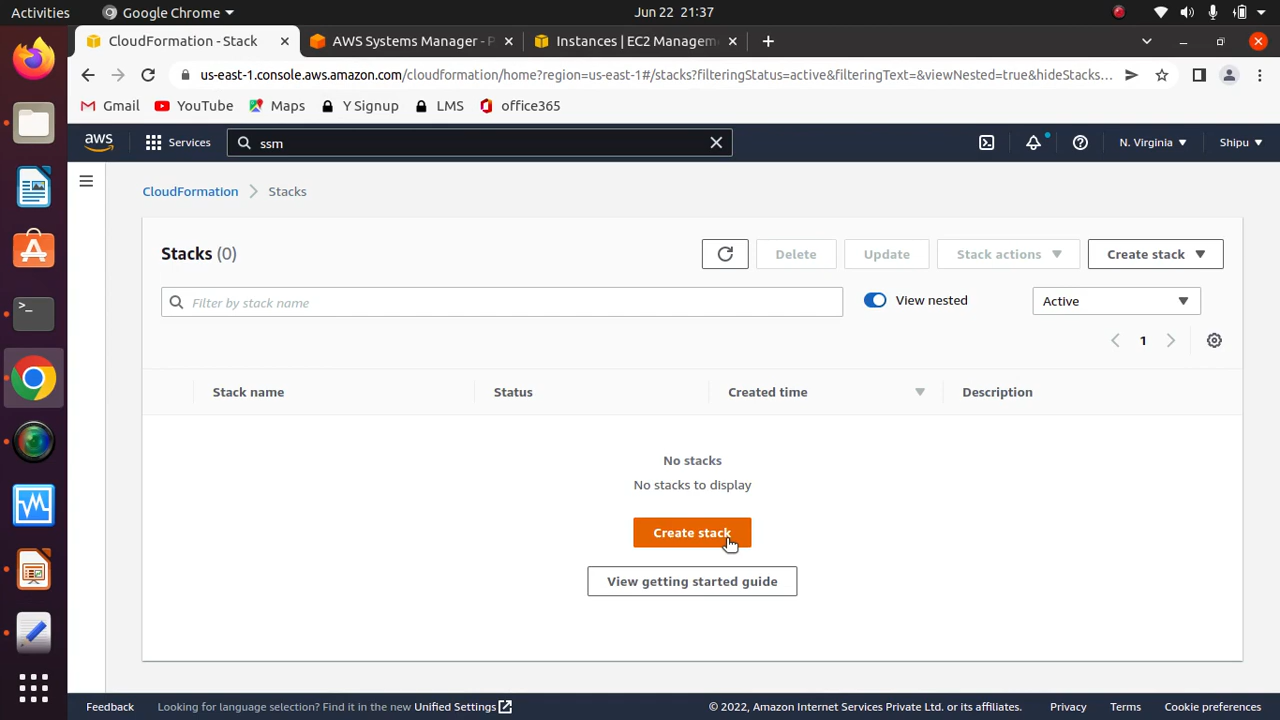 Activities Google Chrome Jun 22 21:37
CloudFormation - Stack AWS Systems Manager - P Instances | EC2 Managem
us-east-1.console.aws.amazon.com/cloudformation/home?region=us-east-1#/stacks?filteringStatus=active&filteringText=&viewNested=true&hideStacks...
Gmail YouTube Maps Y Signup LMS office365
aws Services ssm N. Virginia Shipu
CloudFormation Stacks
Stacks (0) Delete Update Stack actions Create stack
Filter by stack name View nested Active
1
Stack name Status Created time Description
No stacks
No stacks to display
Create stack
View getting started guide
Feedback Looking for language selection? Find it in the new Unified Settings © 2022, Amazon Internet Services Private Ltd. or its affiliates. Privacy Terms Cookie preferences